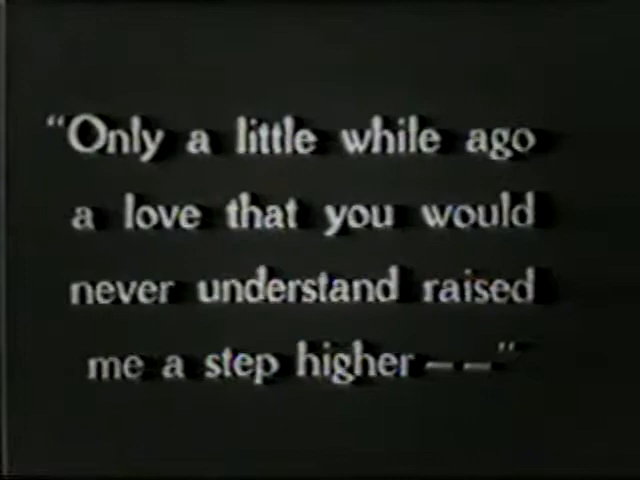 “Only a little while ago
a love that you would
never understand raised
me a step higher — —”